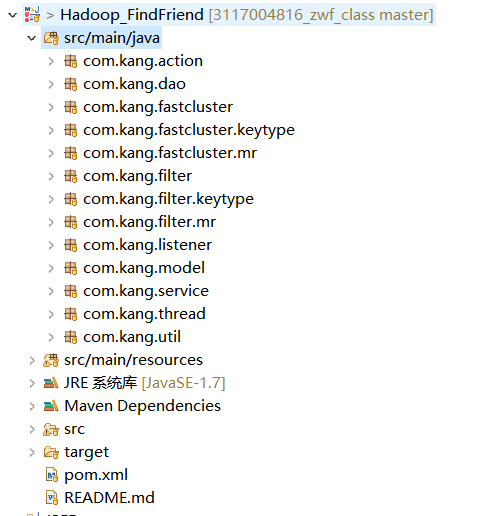 > Hadoop_FindFriend [3117004816_zwf_class master]
src/main/java
com.kang.action
com.kang.dao
com.kang.fastcluster
com.kang.fastcluster.keytype
com.kang.fastcluster.mr
com.kang.filter
com.kang.filter.keytype
com.kang.filter.mr
com.kang.listener
com.kang.model
com.kang.service
com.kang.thread
com.kang.util
src/main/resources
JRE 系统库 [JavaSE-1.7]
Maven Dependencies
src
target
pom.xml
README.md